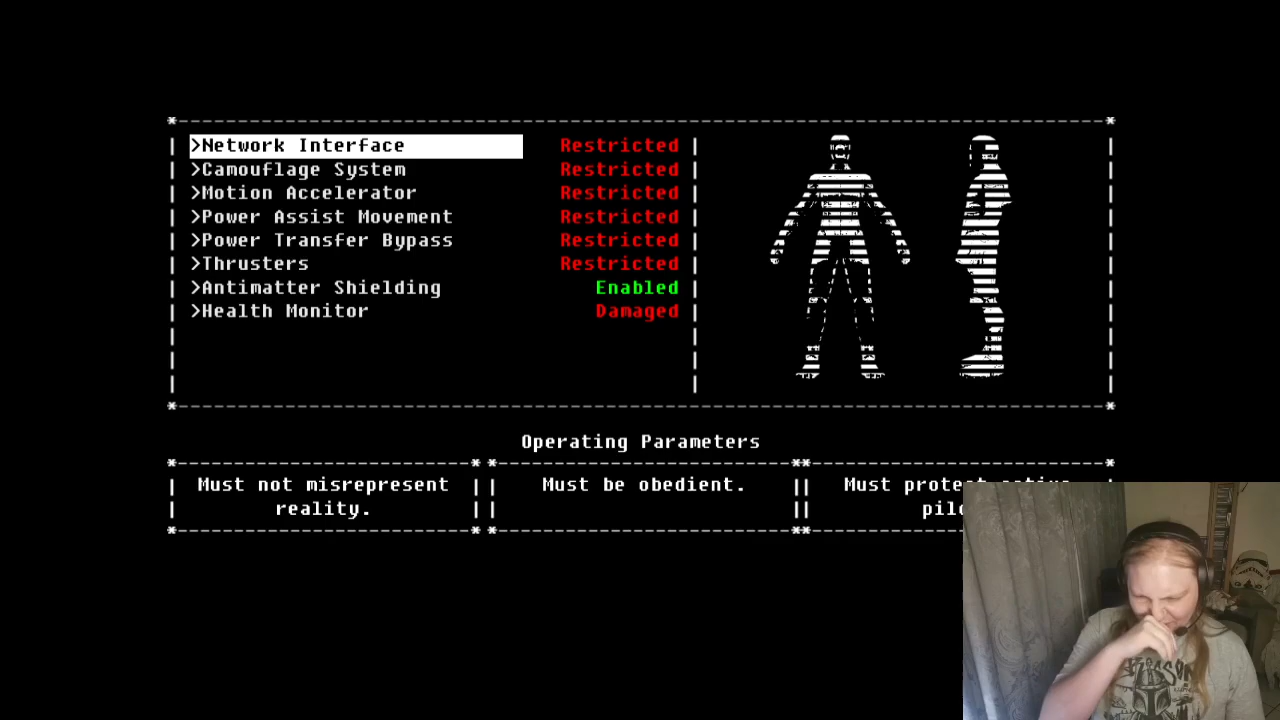 >Network Interface Restricted
>Camouflage System Restricted
>Motion Accelerator Restricted
>Power Assist Movement Restricted
>Power Transfer Bypass Restricted
>Thrusters Restricted
>Antimatter Shielding Enabled
>Health Monitor Damaged
Operating Parameters
Must not misrepresent
reality.
Must be obedient.
Must protect